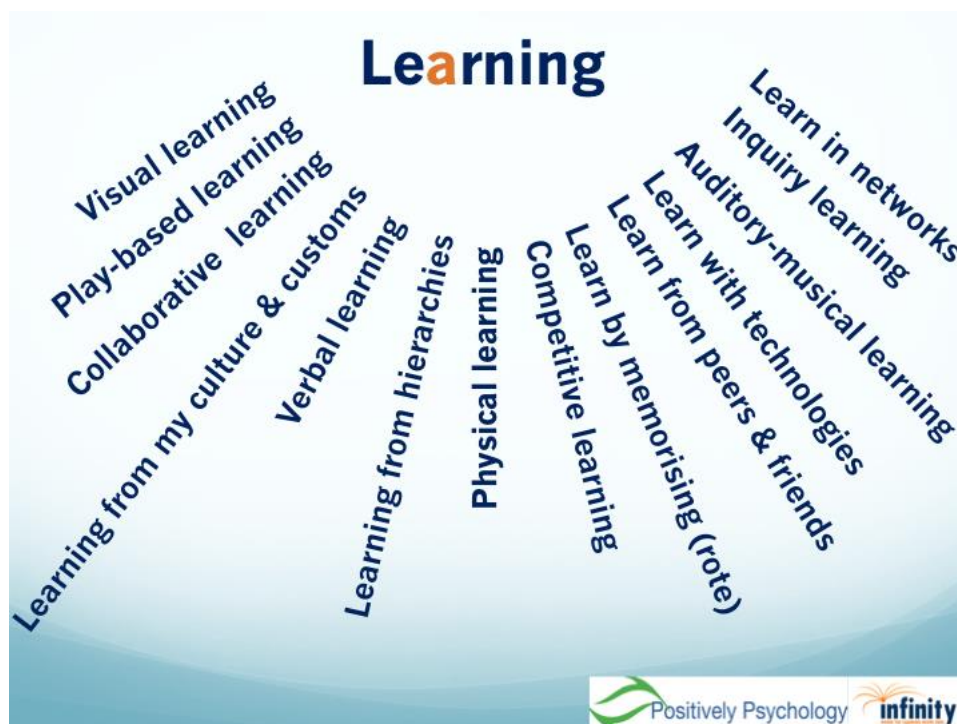 Learning
Visual learning
Play-based learning
Collaborative learning
Learning from my culture & customs
Verbal learning
Learning from hierarchies
Physical learning
Competitive learning
Learn by memorising (rote)
Learn from peers & friends
Learn with technologies
Auditory-musical learning
Inquiry learning
Learn in networks
Positively Psychology
infinity